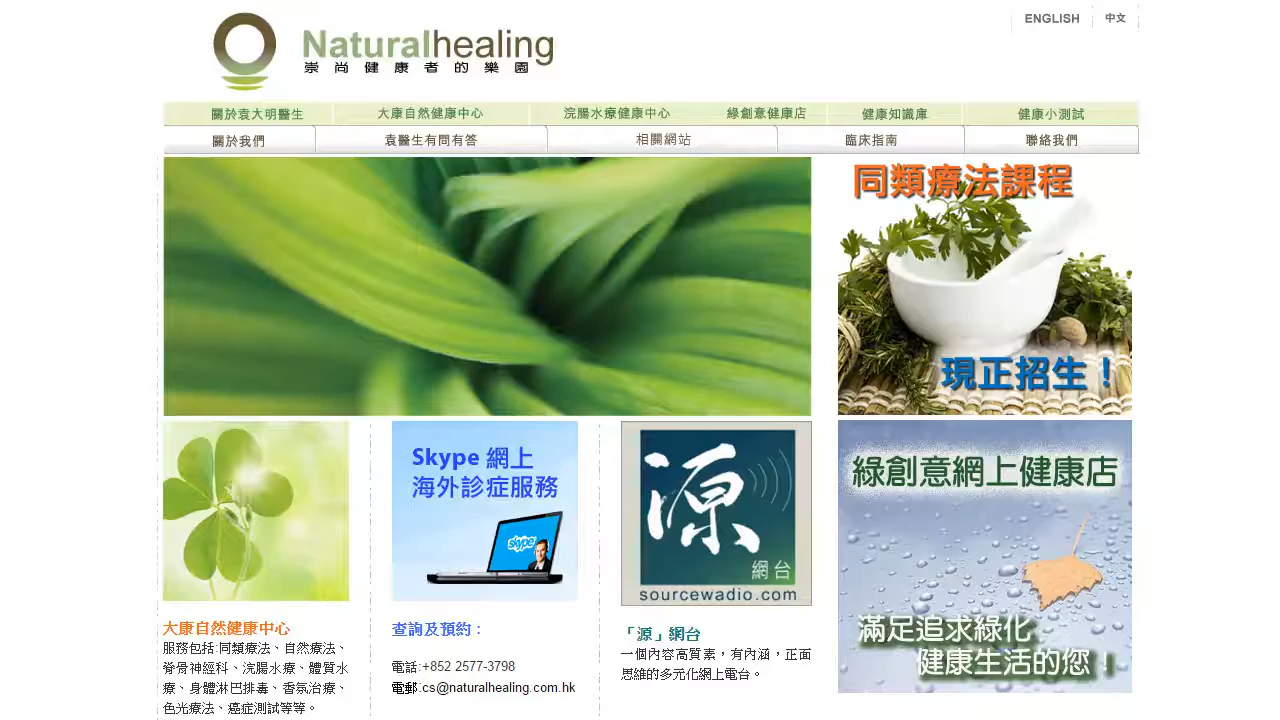 ENGLISH
中文
Naturalhealing
崇尚健康者的樂園
關於袁大明醫生
大康自然健康中心
浣腸水療健康中心
綠創意健康店
健康知識庫
健康小測試
關於我們
袁醫生有問有答
相關網站
臨床指南
聯絡我們
同類療法課程
現正招生！
Skype 網上
海外診症服務
skype
源
網台
sourcewadio.com
綠創意網上健康店
滿足追求綠化
健康生活的您！
大康自然健康中心
服務包括:同類療法、自然療法、
脊骨神經科、浣腸水療、體質水
療、身體淋巴排毒、香氛治療、
色光療法、癌症測試等等。
查詢及預約：
電話:+852 2577-3798
電郵:cs@naturalhealing.com.hk
「源」網台
一個內容高質素，有內涵，正面
思維的多元化網上電台。